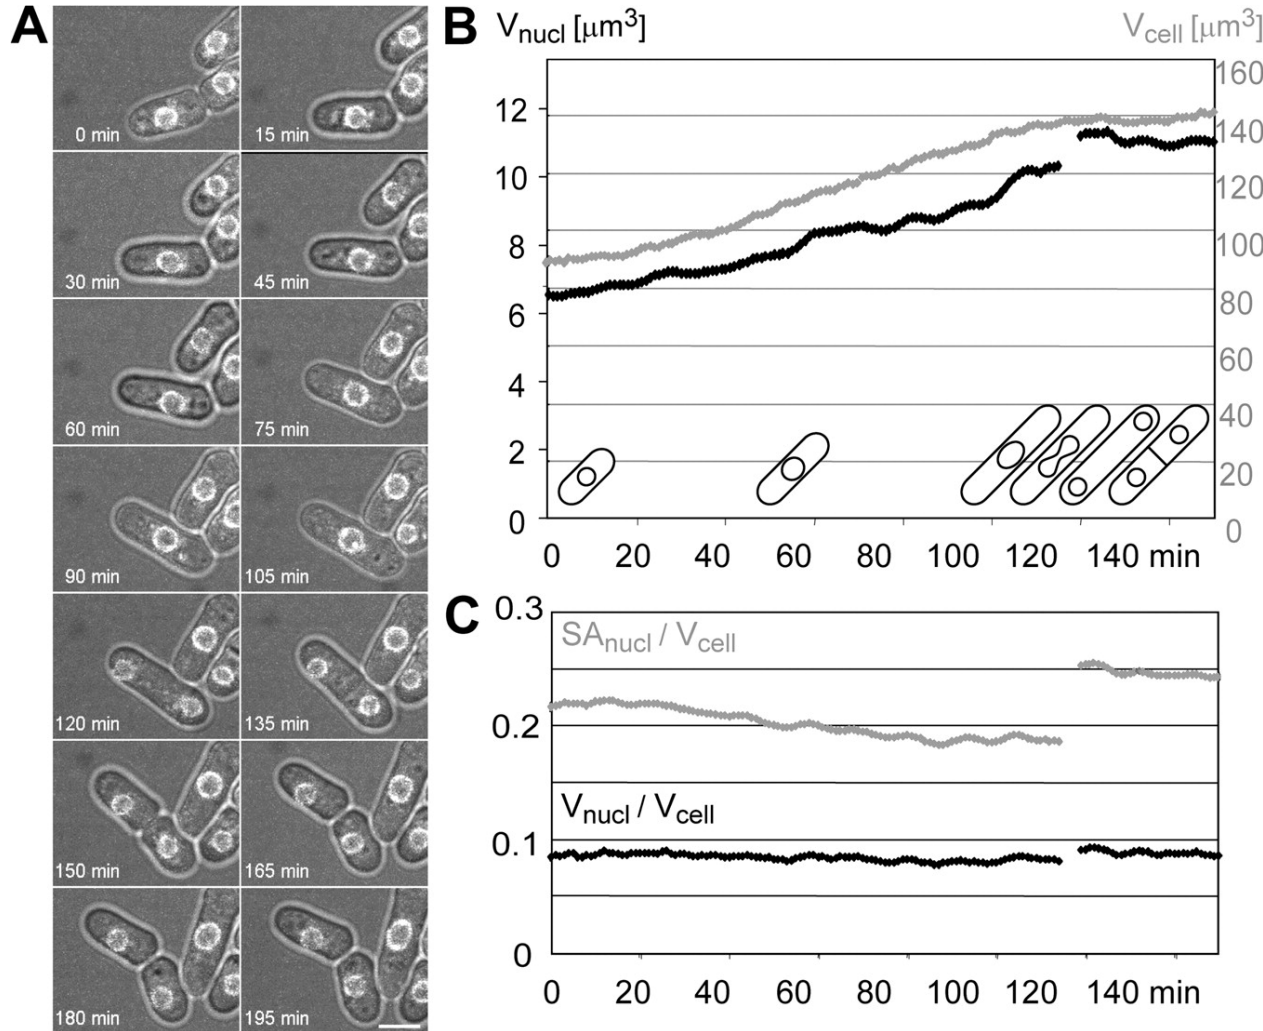 A
0 min
15 min
30 min
45 min
60 min
75 min
90 min
105 min
120 min
135 min
150 min
165 min
180 min
195 min
B
V_nucl [µm³]
V_cell [µm³]
12
10
8
6
4
2
0
160
140
120
100
80
60
40
20
0
0 20 40 60 80 100 120 140 min
C
0.3
0.2
0.1
0
SA_nucl / V_cell
V_nucl / V_cell
0 20 40 60 80 100 120 140 min